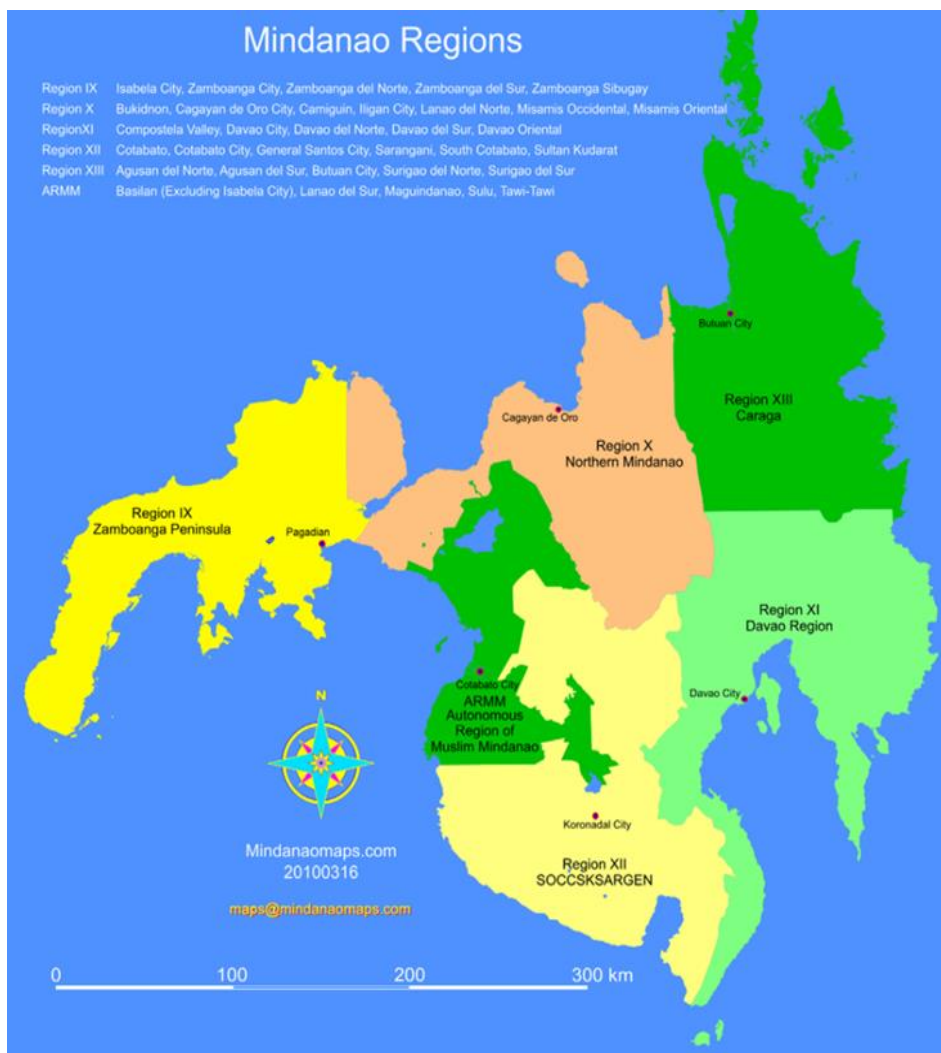 Mindanao Regions
Region IX Isabela City, Zamboanga City, Zamboanga del Norte, Zamboanga del Sur, Zamboanga Sibugay
Region X Bukidnon, Cagayan de Oro City, Camiguin, Iligan City, Lanao del Norte, Misamis Occidental, Misamis Oriental
RegionXI Compostela Valley, Davao City, Davao del Norte, Davao del Sur, Davao Oriental
Region XII Cotabato, Cotabato City, General Santos City, Sarangani, South Cotabato, Sultan Kudarat
Region XIII Agusan del Norte, Agusan del Sur, Butuan City, Surigao del Norte, Surigao del Sur
ARMM Basilan (Excluding Isabela City), Lanao del Sur, Maguindanao, Sulu, Tawi-Tawi
Butuan City
Region XIII
Caraga
Cagayan de Oro
Region X
Northern Mindanao
Region IX
Zamboanga Peninsula
Pagadian
Region XI
Davao Region
Davao City
Cotabato City
ARMM
Autonomous
Region of
Muslim Mindanao
N
Koronadal City
Region XII
SOCCSKSARGEN
Mindanaomaps.com
20100316
maps@mindanaomaps.com
0 100 200 300 km